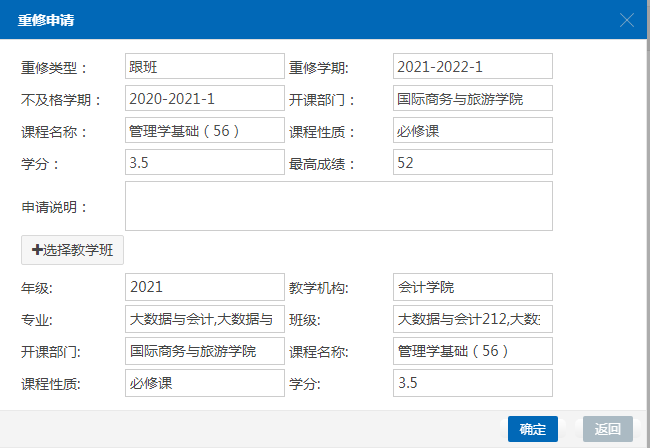 重修申请
重修类型： 跟班 重修学期: 2021-2022-1
不及格学期： 2020-2021-1 开课部门： 国际商务与旅游学院
课程名称： 管理学基础（56） 课程性质： 必修课
学分： 3.5 最高成绩： 52
申请说明：
+选择教学班
年级: 2021 教学机构: 会计学院
专业: 大数据与会计,大数据与 班级: 大数据与会计212,大数
开课部门: 国际商务与旅游学院 课程名称: 管理学基础（56）
课程性质: 必修课 学分: 3.5
确定 返回